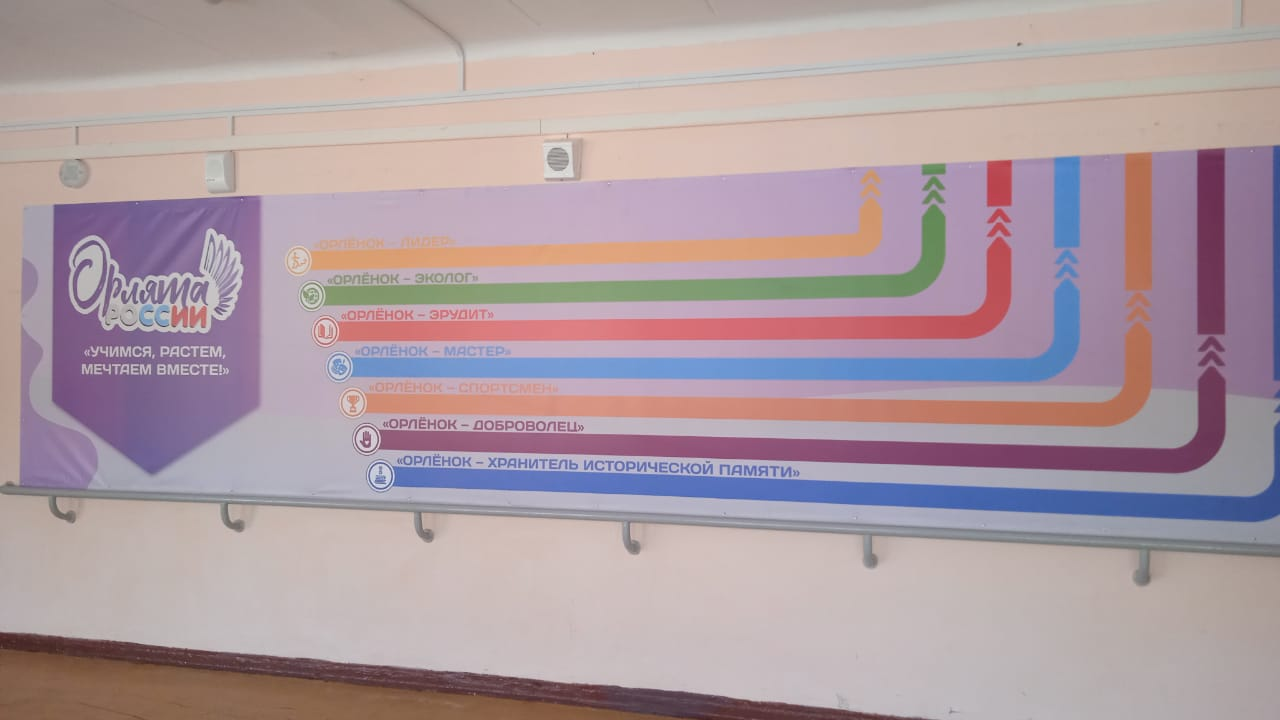 Орлята
РОССИИ
«УЧИМСЯ, РАСТЕМ,
МЕЧТАЕМ ВМЕСТЕ!»
«ОРЛЁНОК – ЛИДЕР»
«ОРЛЁНОК – ЭКОЛОГ»
«ОРЛЁНОК – ЭРУДИТ»
«ОРЛЁНОК – МАСТЕР»
«ОРЛЁНОК – СПОРТСМЕН»
«ОРЛЁНОК – ДОБРОВОЛЕЦ»
«ОРЛЁНОК – ХРАНИТЕЛЬ ИСТОРИЧЕСКОЙ ПАМЯТИ»